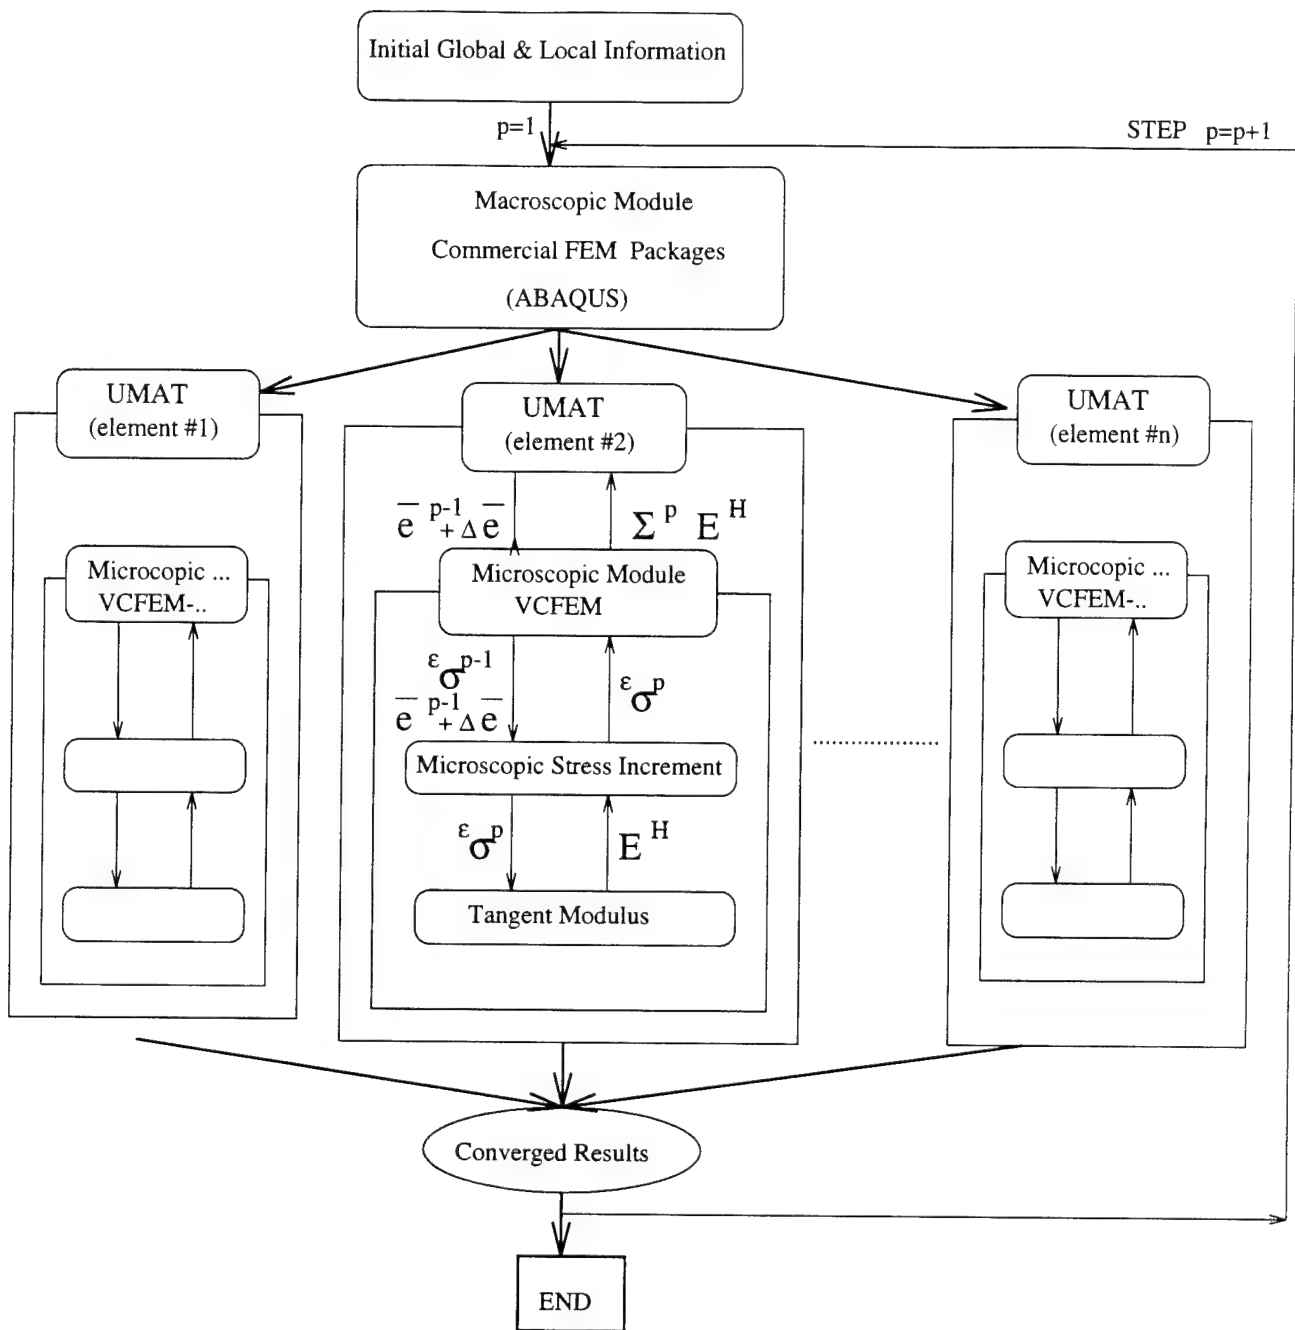 Initial Global & Local Information
p=1
STEP p=p+1
Macroscopic Module
Commercial FEM Packages
(ABAQUS)
UMAT
(element #1)
UMAT
(element #2)
UMAT
(element #n)
e̅ ᵖ⁻¹ + Δ e̅
Σ ᵖ E ᴴ
Microcopic ...
VCFEM-..
Microscopic Module
VCFEM
Microcopic ...
VCFEM-..
ε σ ᵖ⁻¹
e̅ ᵖ⁻¹ + Δ e̅
ε σ ᵖ
Microscopic Stress Increment
ε σ ᵖ
E ᴴ
Tangent Modulus
Converged Results
END